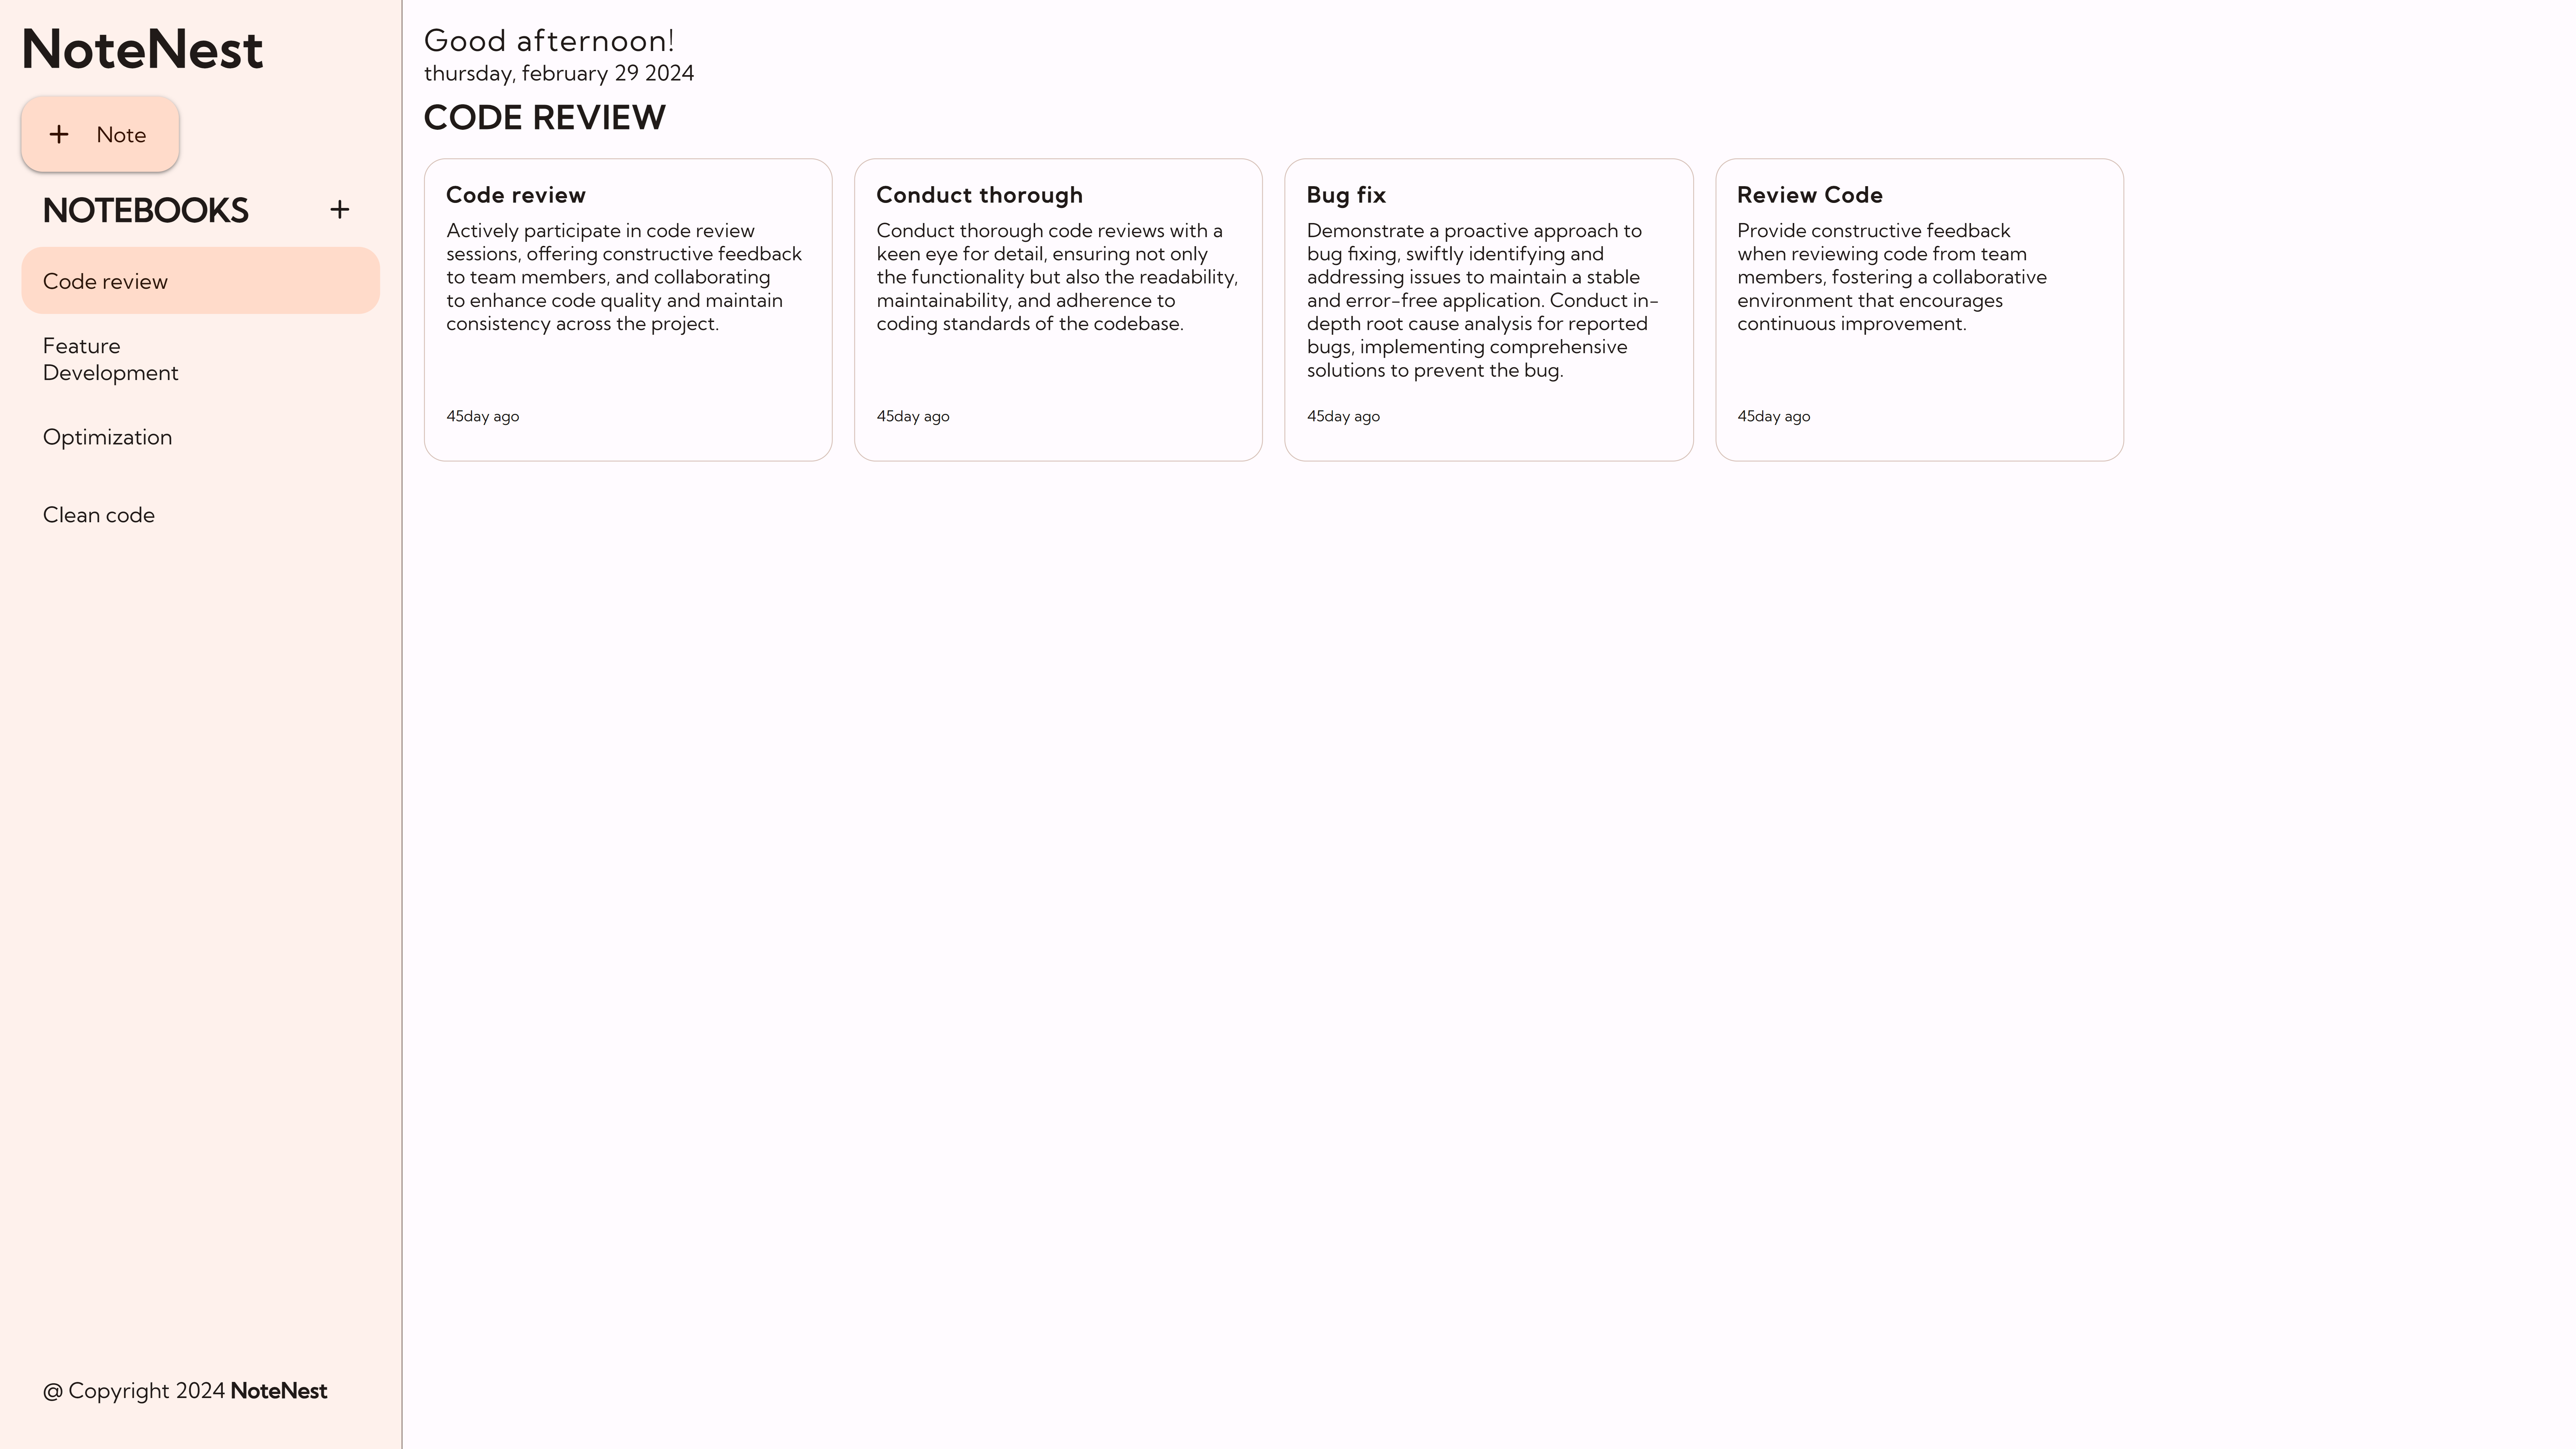 NoteNest
+ Note
NOTEBOOKS +
Code review
Feature
Development
Optimization
Clean code
@ Copyright 2024 NoteNest
Good afternoon!
thursday, february 29 2024
CODE REVIEW
Code review
Actively participate in code review
sessions, offering constructive feedback
to team members, and collaborating
to enhance code quality and maintain
consistency across the project.
45day ago
Conduct thorough
Conduct thorough code reviews with a
keen eye for detail, ensuring not only
the functionality but also the readability,
maintainability, and adherence to
coding standards of the codebase.
45day ago
Bug fix
Demonstrate a proactive approach to
bug fixing, swiftly identifying and
addressing issues to maintain a stable
and error-free application. Conduct in-
depth root cause analysis for reported
bugs, implementing comprehensive
solutions to prevent the bug.
45day ago
Review Code
Provide constructive feedback
when reviewing code from team
members, fostering a collaborative
environment that encourages
continuous improvement.
45day ago